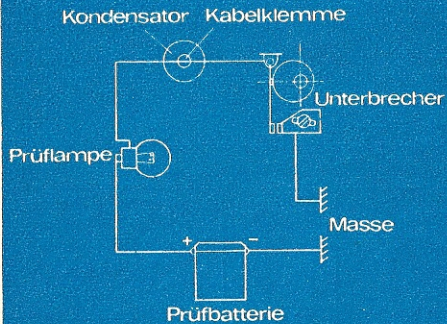 Kondensator Kabelklemme
Unterbrecher
Prüflampe
Masse
+ −
Prüfbatterie